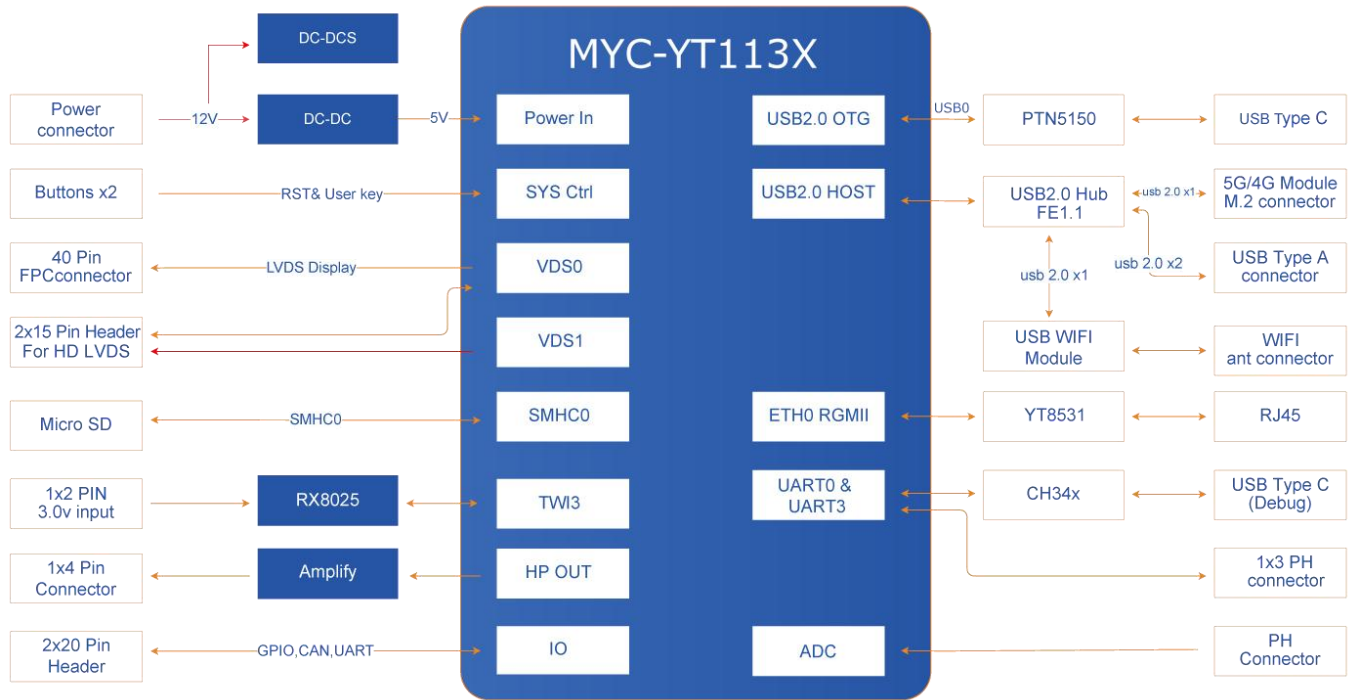 MYC-YT113X
DC-DCS
Power
connector
12V
DC-DC
5V
Power In
Buttons x2
RST& User key
SYS Ctrl
40 Pin
FPCconnector
LVDS Display
VDS0
2x15 Pin Header
For HD LVDS
VDS1
Micro SD
SMHC0
SMHC0
1x2 PIN
3.0v input
RX8025
TWI3
1x4 Pin
Connector
Amplify
HP OUT
2x20 Pin
Header
GPIO,CAN,UART
IO
USB2.0 OTG
USB0
PTN5150
USB Type C
USB2.0 HOST
USB2.0 Hub
FE1.1
usb 2.0 x1
5G/4G Module
M.2 connector
usb 2.0 x2
USB Type A
connector
usb 2.0 x1
USB WIFI
Module
WIFI
ant connector
ETH0 RGMII
YT8531
RJ45
UART0 &
UART3
CH34x
USB Type C
(Debug)
1x3 PH
connector
ADC
PH
Connector